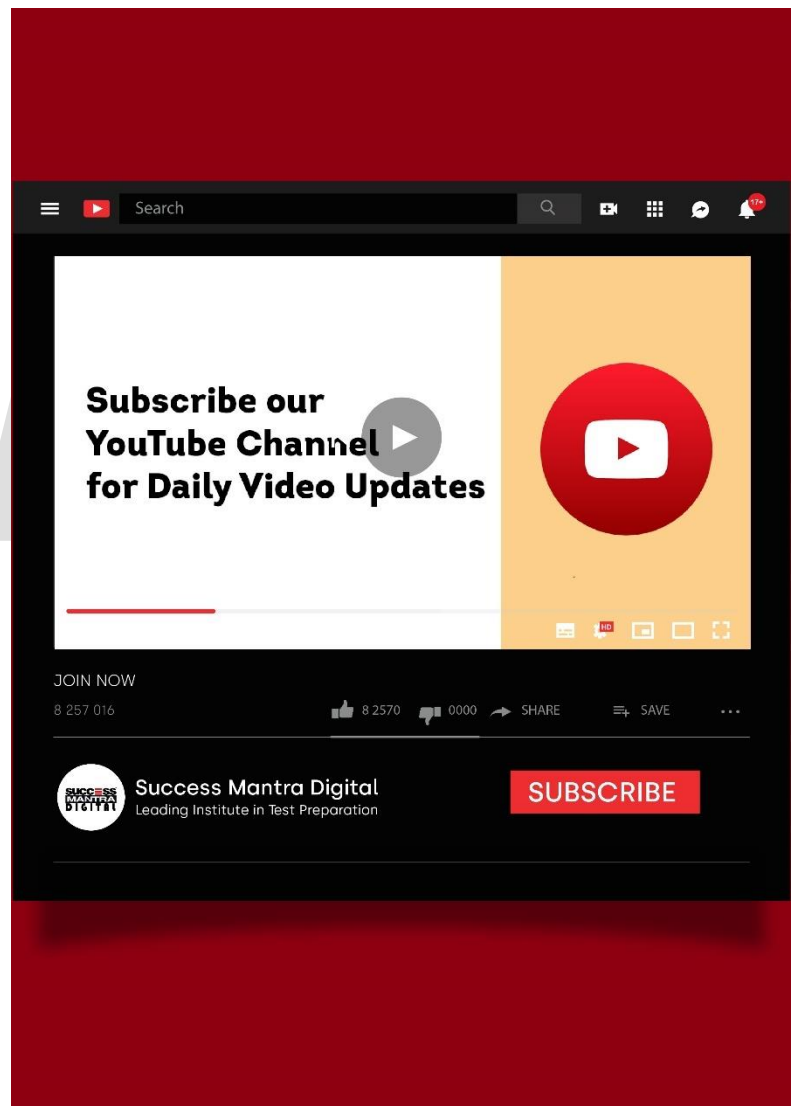 Search
17+
Subscribe our
YouTube Channel
for Daily Video Updates
HD
JOIN NOW
8 257 016
8 2570
0000
SHARE
SAVE
SUCCESS
MANTRA
DIGITAL
Success Mantra Digital
Leading Institute in Test Preparation
SUBSCRIBE